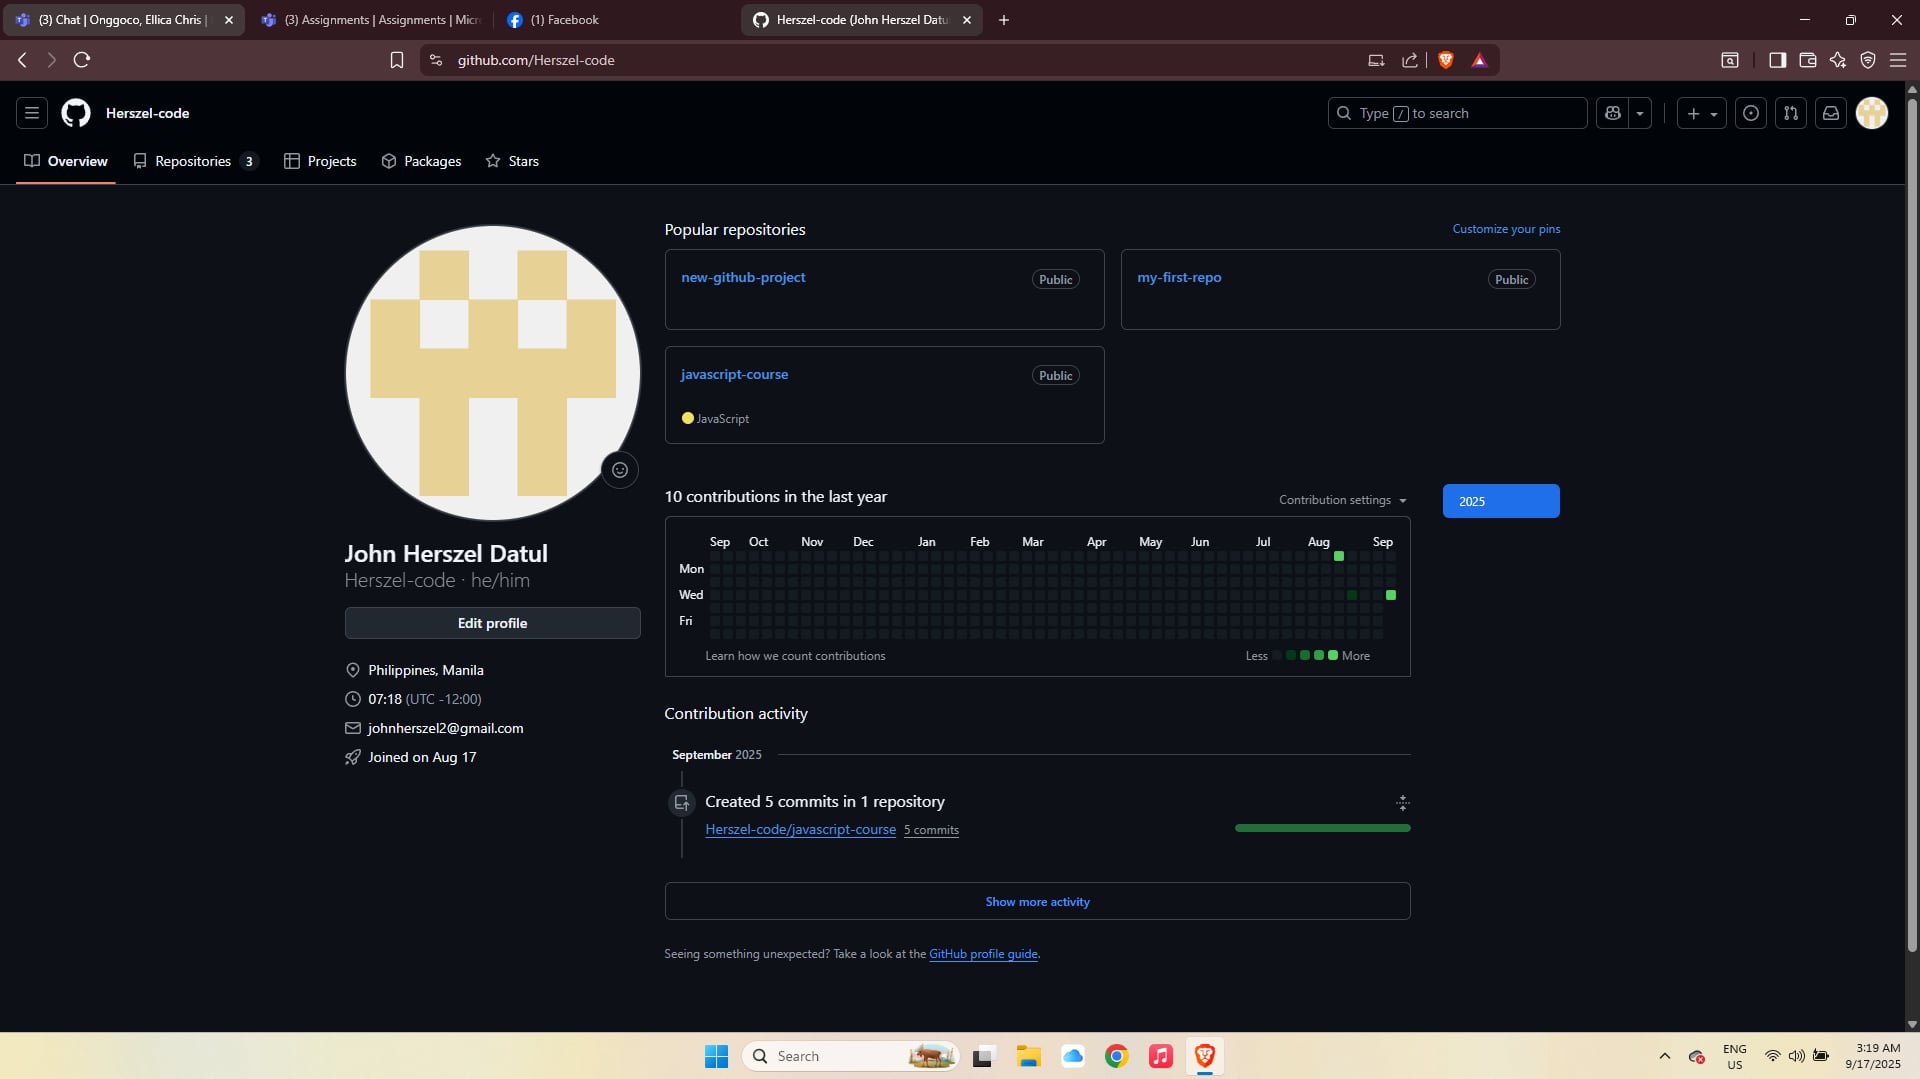 (3) Chat | Onggoco, Ellica Chris |
(3) Assignments | Assignments | Micr
(1) Facebook
Herszel-code (John Herszel Datu
github.com/Herszel-code
Herszel-code
Type / to search
Overview
Repositories 3
Projects
Packages
Stars
Popular repositories
Customize your pins
new-github-project
Public
my-first-repo
Public
javascript-course
Public
JavaScript
10 contributions in the last year
Contribution settings
2025
Sep Oct Nov Dec Jan Feb Mar Apr May Jun Jul Aug Sep
Mon
Wed
Fri
Learn how we count contributions
Less
More
John Herszel Datul
Herszel-code · he/him
Edit profile
Philippines, Manila
07:18 (UTC -12:00)
johnherszel2@gmail.com
Joined on Aug 17
Contribution activity
September 2025
Created 5 commits in 1 repository
Herszel-code/javascript-course 5 commits
Show more activity
Seeing something unexpected? Take a look at the GitHub profile guide.
Search
ENG
US
3:19 AM
9/17/2025